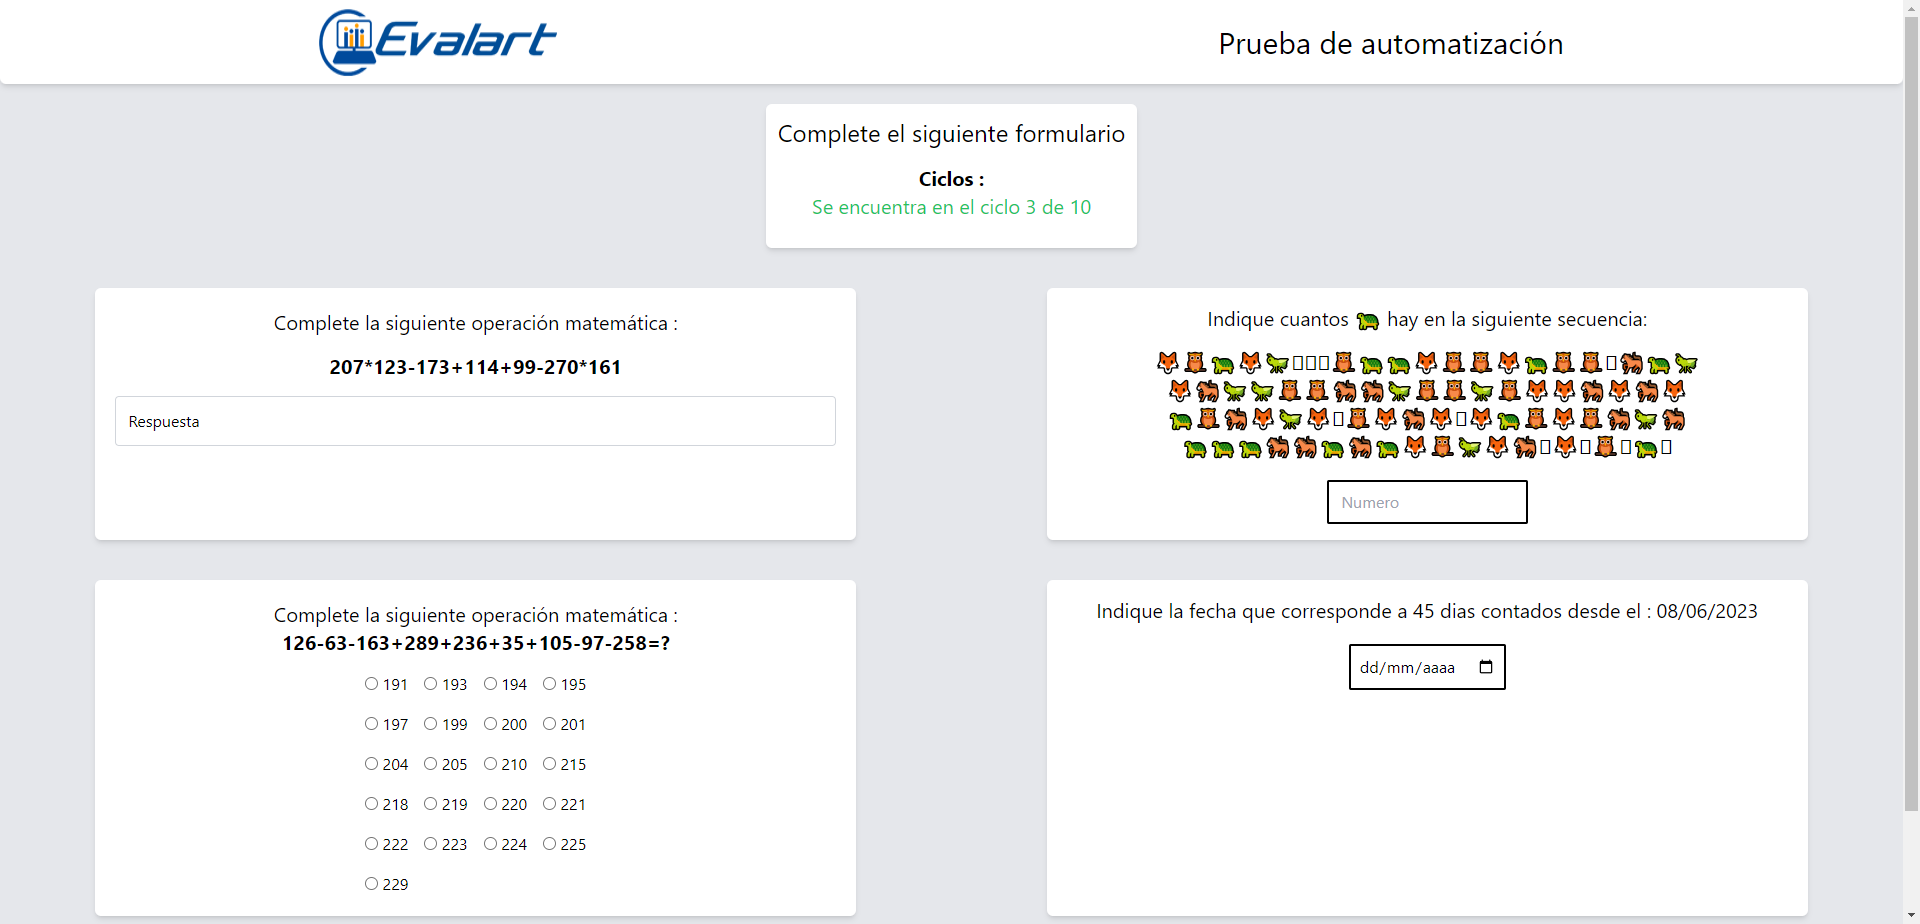 Evalart
Prueba de automatización
Complete el siguiente formulario
Ciclos :
Se encuentra en el ciclo 3 de 10
Complete la siguiente operación matemática :
207*123-173+114+99-270*161
Respuesta
Indique cuantos 🐢 hay en la siguiente secuencia:
Numero
Complete la siguiente operación matemática :
126-63-163+289+236+35+105-97-258=?
191 193 194 195
197 199 200 201
204 205 210 215
218 219 220 221
222 223 224 225
229
Indique la fecha que corresponde a 45 dias contados desde el : 08/06/2023
dd/mm/aaaa